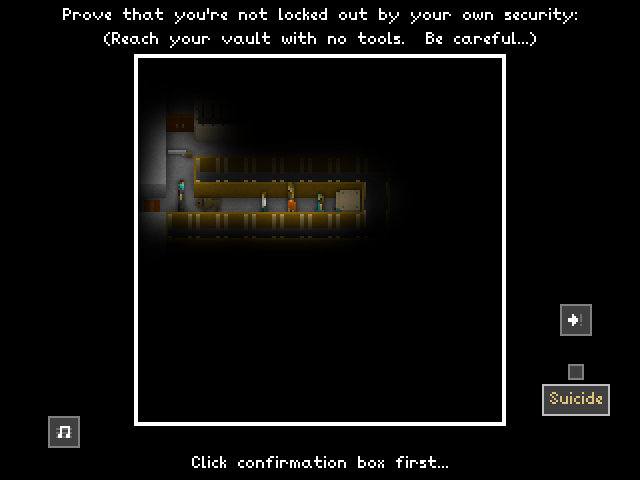 Prove that you're not locked out by your own security:
(Reach your vault with no tools.  Be careful...)
Suicide
Click confirmation box first...